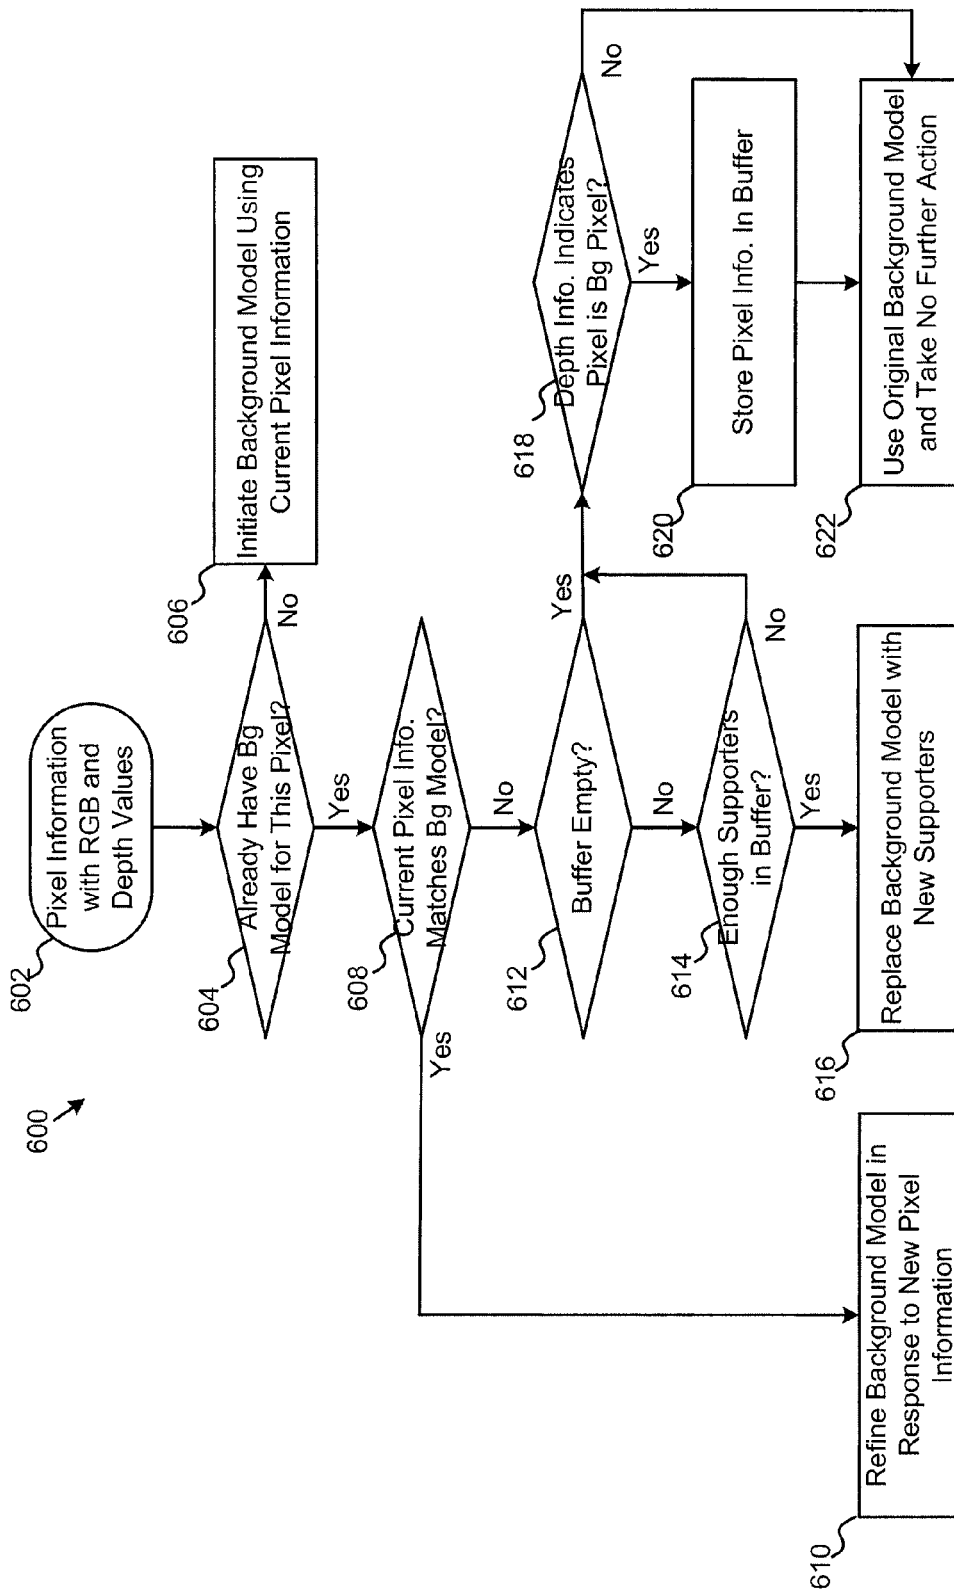 600
602
Pixel Information
with RGB and
Depth Values
604
Already Have Bg
Model for This Pixel?
No
Yes
606
Initiate Background Model Using
Current Pixel Information
608
Current Pixel Info.
Matches Bg Model?
Yes
No
610
Refine Background Model in
Response to New Pixel
Information
612
Buffer Empty?
Yes
No
614
Enough Supporters
in Buffer?
No
Yes
616
Replace Background Model with
New Supporters
618
Depth Info. Indicates
Pixel is Bg Pixel?
No
Yes
620
Store Pixel Info. In Buffer
622
Use Original Background Model
and Take No Further Action